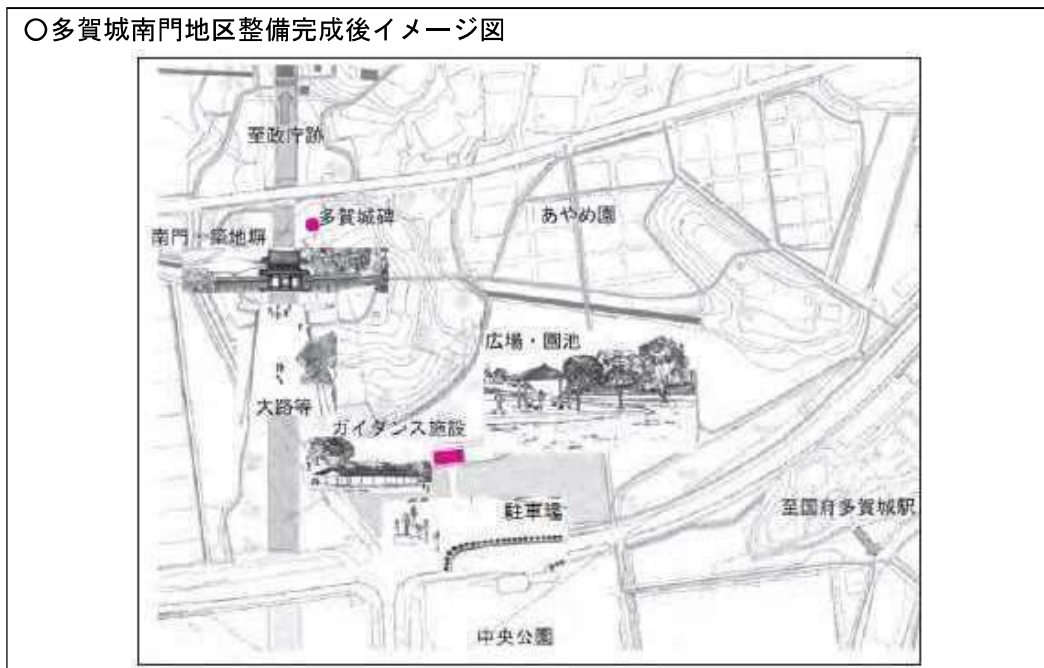 ○多賀城南門地区整備完成後イメージ図
至政庁跡
多賀城碑
あやめ園
南門・築地塀
広場・園池
大路等
ガイダンス施設
駐車場
至国府多賀城駅
中央公園